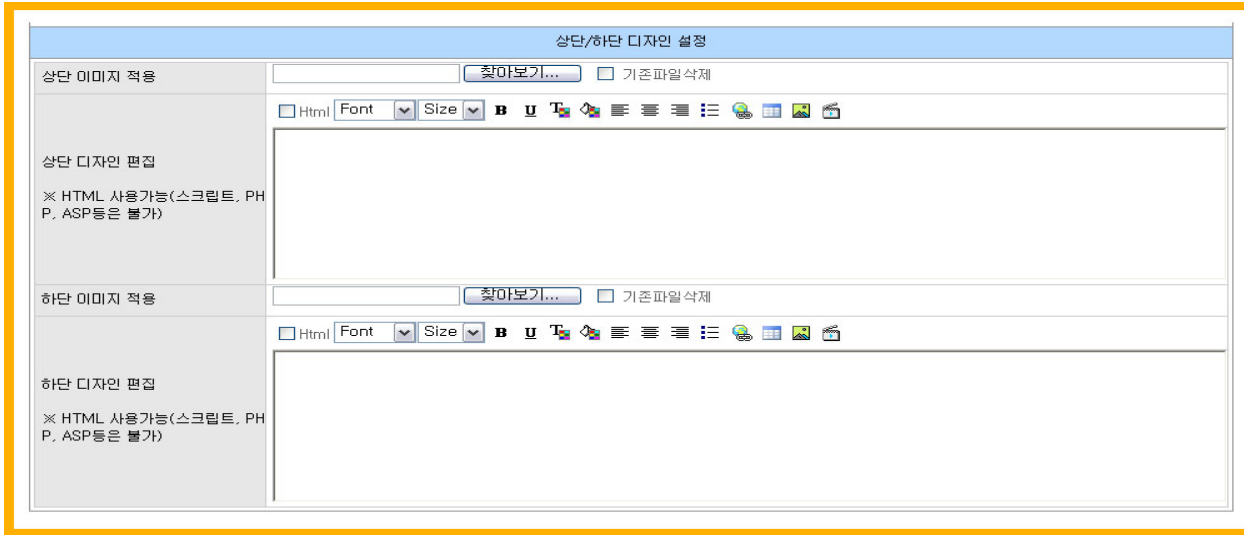 상단/하단 디자인 설정
상단 이미지 적용 찾아보기... 기존파일삭제
Html Font Size B U T
상단 디자인 편집
※ HTML 사용가능(스크립트, PH
P, ASP등은 불가)
하단 이미지 적용 찾아보기... 기존파일삭제
Html Font Size B U T
하단 디자인 편집
※ HTML 사용가능(스크립트, PH
P, ASP등은 불가)